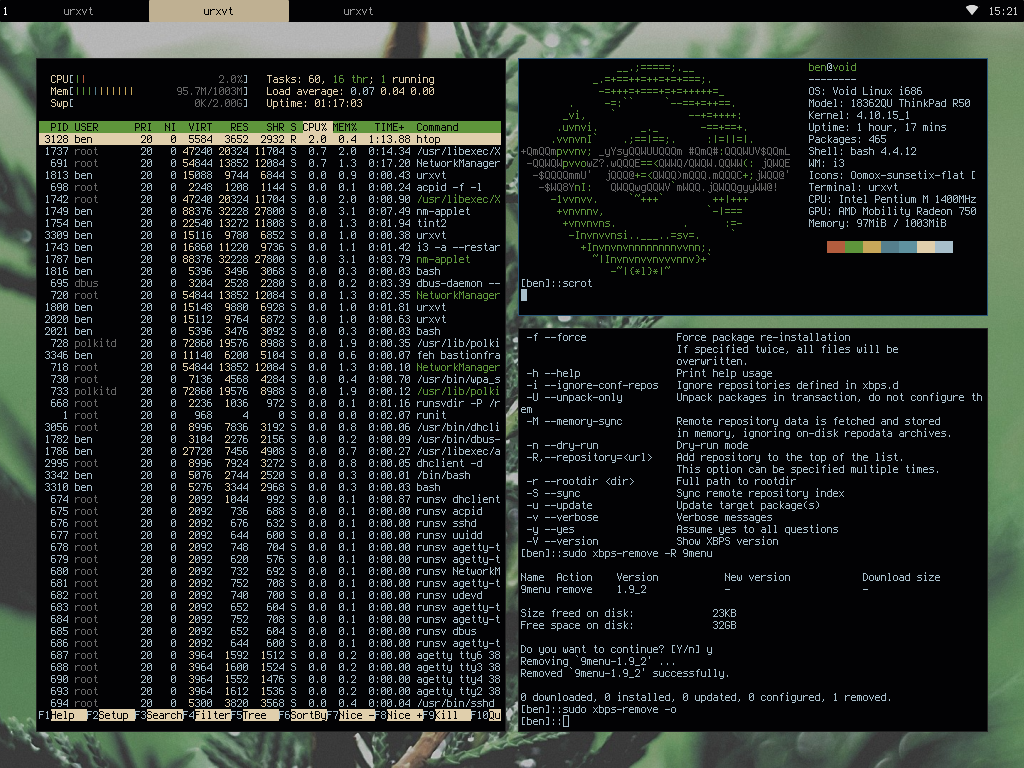 1 urxvt urxvt urxvt 15:21
CPU[|| 2.0%] Tasks: 60, 16 thr; 1 running
Mem[|||||||||| 95.7M/1003M] Load average: 0.07 0.04 0.00
Swp[ 0K/2.00G] Uptime: 01:17:03
PID USER PRI NI VIRT RES SHR S CPU% MEM% TIME+ Command
3128 ben 20 0 5584 3652 2932 R 2.0 0.4 1:13.88 htop
1737 root 20 0 47240 20324 11704 S 0.7 2.0 0:14.34 /usr/libexec/X
691 root 20 0 54844 13852 12084 S 0.7 1.3 0:17.20 NetworkManager
1813 ben 20 0 15088 9744 6844 S 0.0 0.9 0:00.43 urxvt
698 root 20 0 2248 1208 1144 S 0.0 0.1 0:00.24 acpid -f -l
1742 root 20 0 47240 20324 11704 S 0.0 2.0 0:00.90 /usr/libexec/X
1749 ben 20 0 88376 32228 27800 S 0.0 3.1 0:07.49 nm-applet
1754 ben 20 0 22540 13272 11008 S 0.0 1.3 0:01.94 tint2
3309 ben 20 0 15116 9780 6852 S 0.0 1.0 0:00.38 urxvt
1743 ben 20 0 16860 11220 9736 S 0.0 1.1 0:01.42 i3 -a --restar
1787 ben 20 0 88376 32228 27800 S 0.0 3.1 0:03.79 nm-applet
1816 ben 20 0 5396 3496 3068 S 0.0 0.3 0:00.03 bash
695 dbus 20 0 3204 2528 2280 S 0.0 0.2 0:03.39 dbus-daemon --
720 root 20 0 54844 13852 12084 S 0.0 1.3 0:02.35 NetworkManager
1800 ben 20 0 15148 9880 6928 S 0.0 1.0 0:01.81 urxvt
2020 ben 20 0 15112 9764 6872 S 0.0 1.0 0:00.63 urxvt
2021 ben 20 0 5396 3476 3092 S 0.0 0.3 0:00.03 bash
728 polkitd 20 0 72860 19576 8988 S 0.0 1.9 0:00.35 /usr/lib/polki
3346 ben 20 0 11140 6200 5104 S 0.0 0.6 0:00.07 feh bastionfra
718 root 20 0 54844 13852 12084 S 0.0 1.3 0:00.10 NetworkManager
730 root 20 0 7136 4568 4284 S 0.0 0.4 0:00.70 /usr/bin/wpa_s
733 polkitd 20 0 72860 19576 8988 S 0.0 1.9 0:00.12 /usr/lib/polki
668 root 20 0 2236 1036 972 S 0.0 0.1 0:01.16 runsvdir -P /r
1 root 20 0 968 4 0 S 0.0 0.0 0:02.07 runit
3056 root 20 0 8996 7836 3192 S 0.0 0.8 0:00.06 /usr/bin/dhcli
1782 ben 20 0 3104 2276 2156 S 0.0 0.2 0:00.09 /usr/bin/dbus-
1786 ben 20 0 27720 7456 4908 S 0.0 0.7 0:00.27 /usr/libexec/a
2995 root 20 0 8996 7924 3272 S 0.0 0.8 0:00.05 dhclient -d
3342 ben 20 0 5076 2744 2520 S 0.0 0.3 0:00.01 /bin/bash
3310 ben 20 0 5276 3344 2968 S 0.0 0.3 0:00.03 bash
674 root 20 0 2092 1044 992 S 0.0 0.1 0:00.87 runsv dhclient
675 root 20 0 2092 736 688 S 0.0 0.1 0:00.00 runsv acpid
676 root 20 0 2092 676 632 S 0.0 0.1 0:00.00 runsv sshd
677 root 20 0 2092 644 600 S 0.0 0.1 0:00.00 runsv uuidd
678 root 20 0 2092 748 704 S 0.0 0.1 0:00.00 runsv agetty-t
679 root 20 0 2092 620 576 S 0.0 0.1 0:00.00 runsv agetty-t
680 root 20 0 2092 732 692 S 0.0 0.1 0:00.00 runsv NetworkM
681 root 20 0 2092 752 708 S 0.0 0.1 0:00.00 runsv agetty-t
682 root 20 0 2092 740 700 S 0.0 0.1 0:00.00 runsv udevd
683 root 20 0 2092 652 604 S 0.0 0.1 0:00.00 runsv agetty-t
684 root 20 0 2092 752 708 S 0.0 0.1 0:00.00 runsv agetty-t
685 root 20 0 2092 652 604 S 0.0 0.1 0:00.00 runsv dbus
686 root 20 0 2092 644 600 S 0.0 0.1 0:00.00 runsv agetty-t
687 root 20 0 3964 1592 1512 S 0.0 0.2 0:00.00 agetty tty6 38
688 root 20 0 3964 1600 1524 S 0.0 0.2 0:00.00 agetty tty3 38
690 root 20 0 3964 1552 1476 S 0.0 0.2 0:00.00 agetty tty4 38
693 root 20 0 3964 1612 1536 S 0.0 0.2 0:00.00 agetty tty2 38
694 root 20 0 5300 3820 3568 S 0.0 0.4 0:00.00 sshd
F1Help F2Setup F3SearchF4FilterF5Tree F6SortByF7Nice -F8Nice +F9Kill F10Qu
ben@void
--------
OS: Void Linux i686
Model: 18362QU ThinkPad R50
Kernel: 4.10.15_1
Uptime: 1 hour, 17 mins
Packages: 465
Shell: bash 4.4.12
WM: i3
Icons: Oomox-sunsetix-flat [
Terminal: urxvt
CPU: Intel Pentium M 1400MHz
GPU: AMD Mobility Radeon 750
Memory: 97MiB / 1003MiB
[ben]::scrot
-f --force Force package re-installation
If specified twice, all files will be
overwritten.
-h --help Print help usage
-i --ignore-conf-repos Ignore repositories defined in xbps.d
-U --unpack-only Unpack packages in transaction, do not configure th
em
-M --memory-sync Remote repository data is fetched and stored
in memory, ignoring on-disk repodata archives.
-n --dry-run Dry-run mode
-R,--repository=<url> Add repository to the top of the list.
This option can be specified multiple times.
-r --rootdir <dir> Full path to rootdir
-S --sync Sync remote repository index
-u --update Update target package(s)
-v --verbose Verbose messages
-y --yes Assume yes to all questions
-V --version Show XBPS version
[ben]::sudo xbps-remove -R 9menu
Name Action Version New version Download size
9menu remove 1.9_2 - -
Size freed on disk: 23KB
Free space on disk: 32GB
Do you want to continue? [Y/n] y
Removing `9menu-1.9_2' ...
Removed `9menu-1.9_2' successfully.
0 downloaded, 0 installed, 0 updated, 0 configured, 1 removed.
[ben]::sudo xbps-remove -o
[ben]::